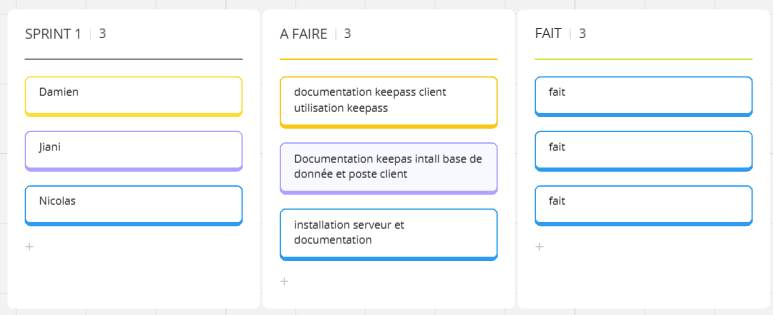 SPRINT 1 | 3
Damien
Jiani
Nicolas
+
A FAIRE | 3
documentation keepass client
utilisation keepass
Documentation keepas intall base de
donnée et poste client
installation serveur et
documentation
+
FAIT | 3
fait
fait
fait
+